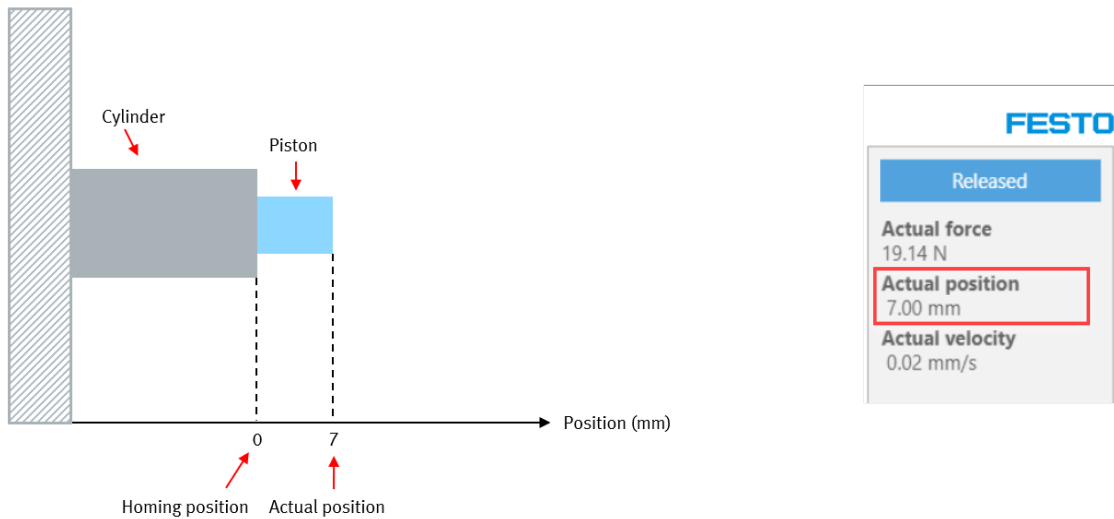 Cylinder
Piston
Position (mm)
0
7
Homing position
Actual position
FESTO
Released
Actual force
19.14 N
Actual position
7.00 mm
Actual velocity
0.02 mm/s